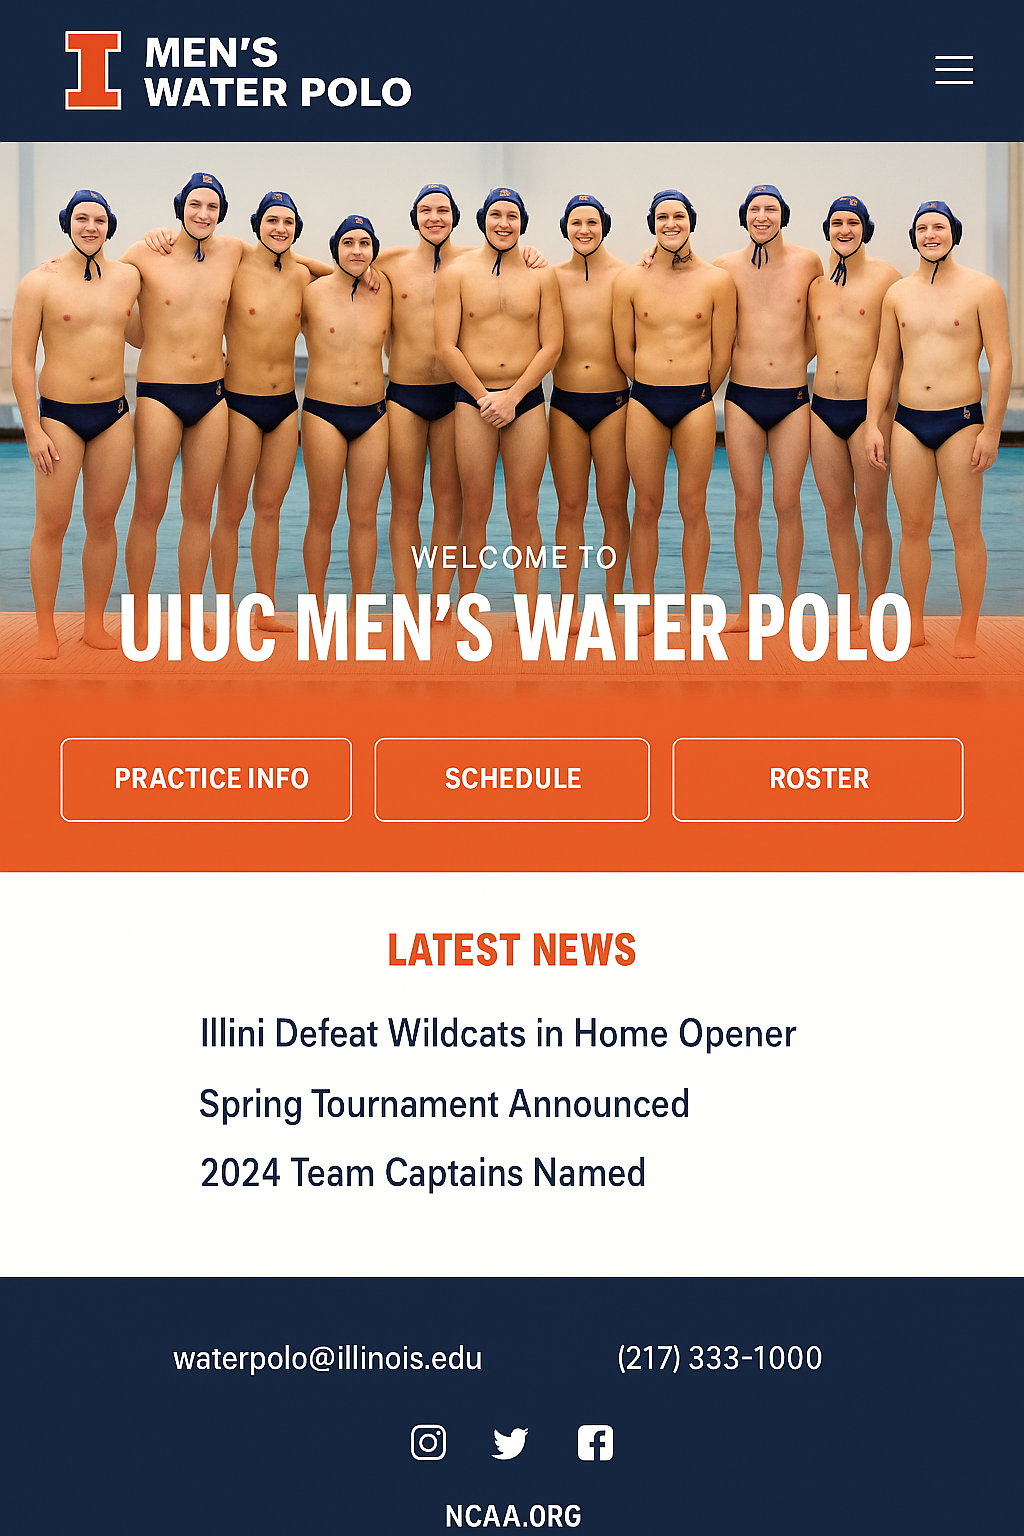 I
MEN'S
WATER POLO
WELCOME TO
UIUC MEN'S WATER POLO
PRACTICE INFO
SCHEDULE
ROSTER
LATEST NEWS
Illini Defeat Wildcats in Home Opener
Spring Tournament Announced
2024 Team Captains Named
waterpolo@illinois.edu
(217) 333-1000
NCAA.ORG